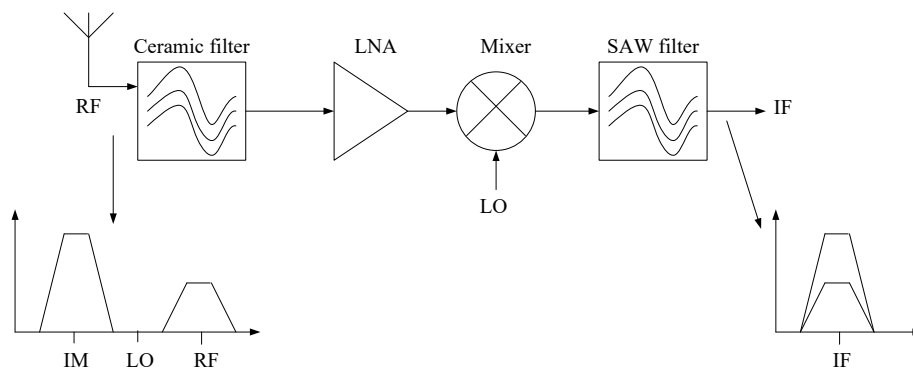 Ceramic filter
LNA
Mixer
SAW filter
RF
IF
LO
IM
LO
RF
IF